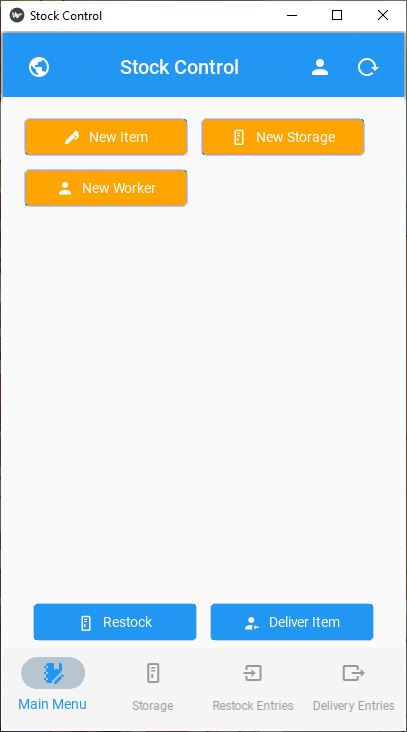 Stock Control
Stock Control
New Item
New Storage
New Worker
Restock
Deliver Item
Main Menu
Storage
Restock Entries
Delivery Entries